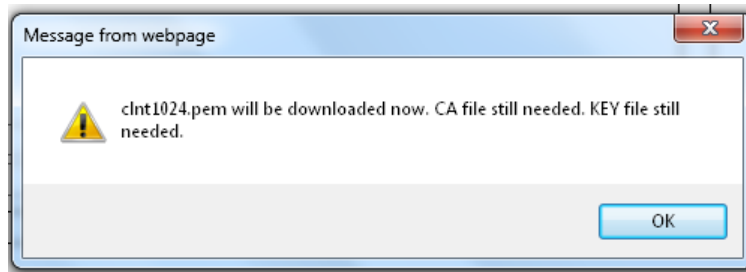 Message from webpage
clnt1024.pem will be downloaded now. CA file still needed. KEY file still
needed.
OK